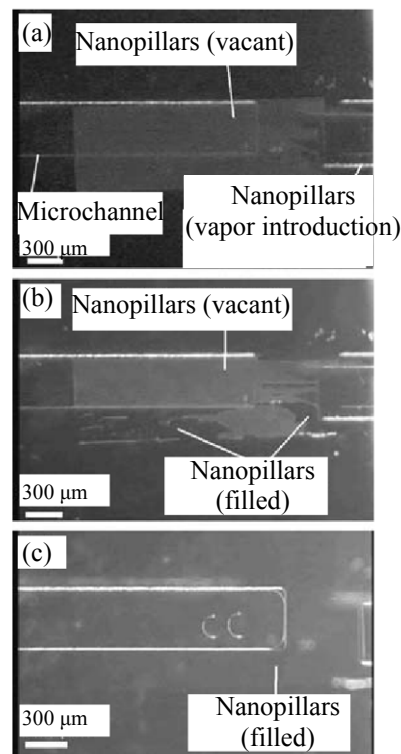 (a)
Nanopillars (vacant)
Microchannel
Nanopillars
(vapor introduction)
300 μm
(b)
Nanopillars (vacant)
Nanopillars
(filled)
300 μm
(c)
Nanopillars
(filled)
300 μm